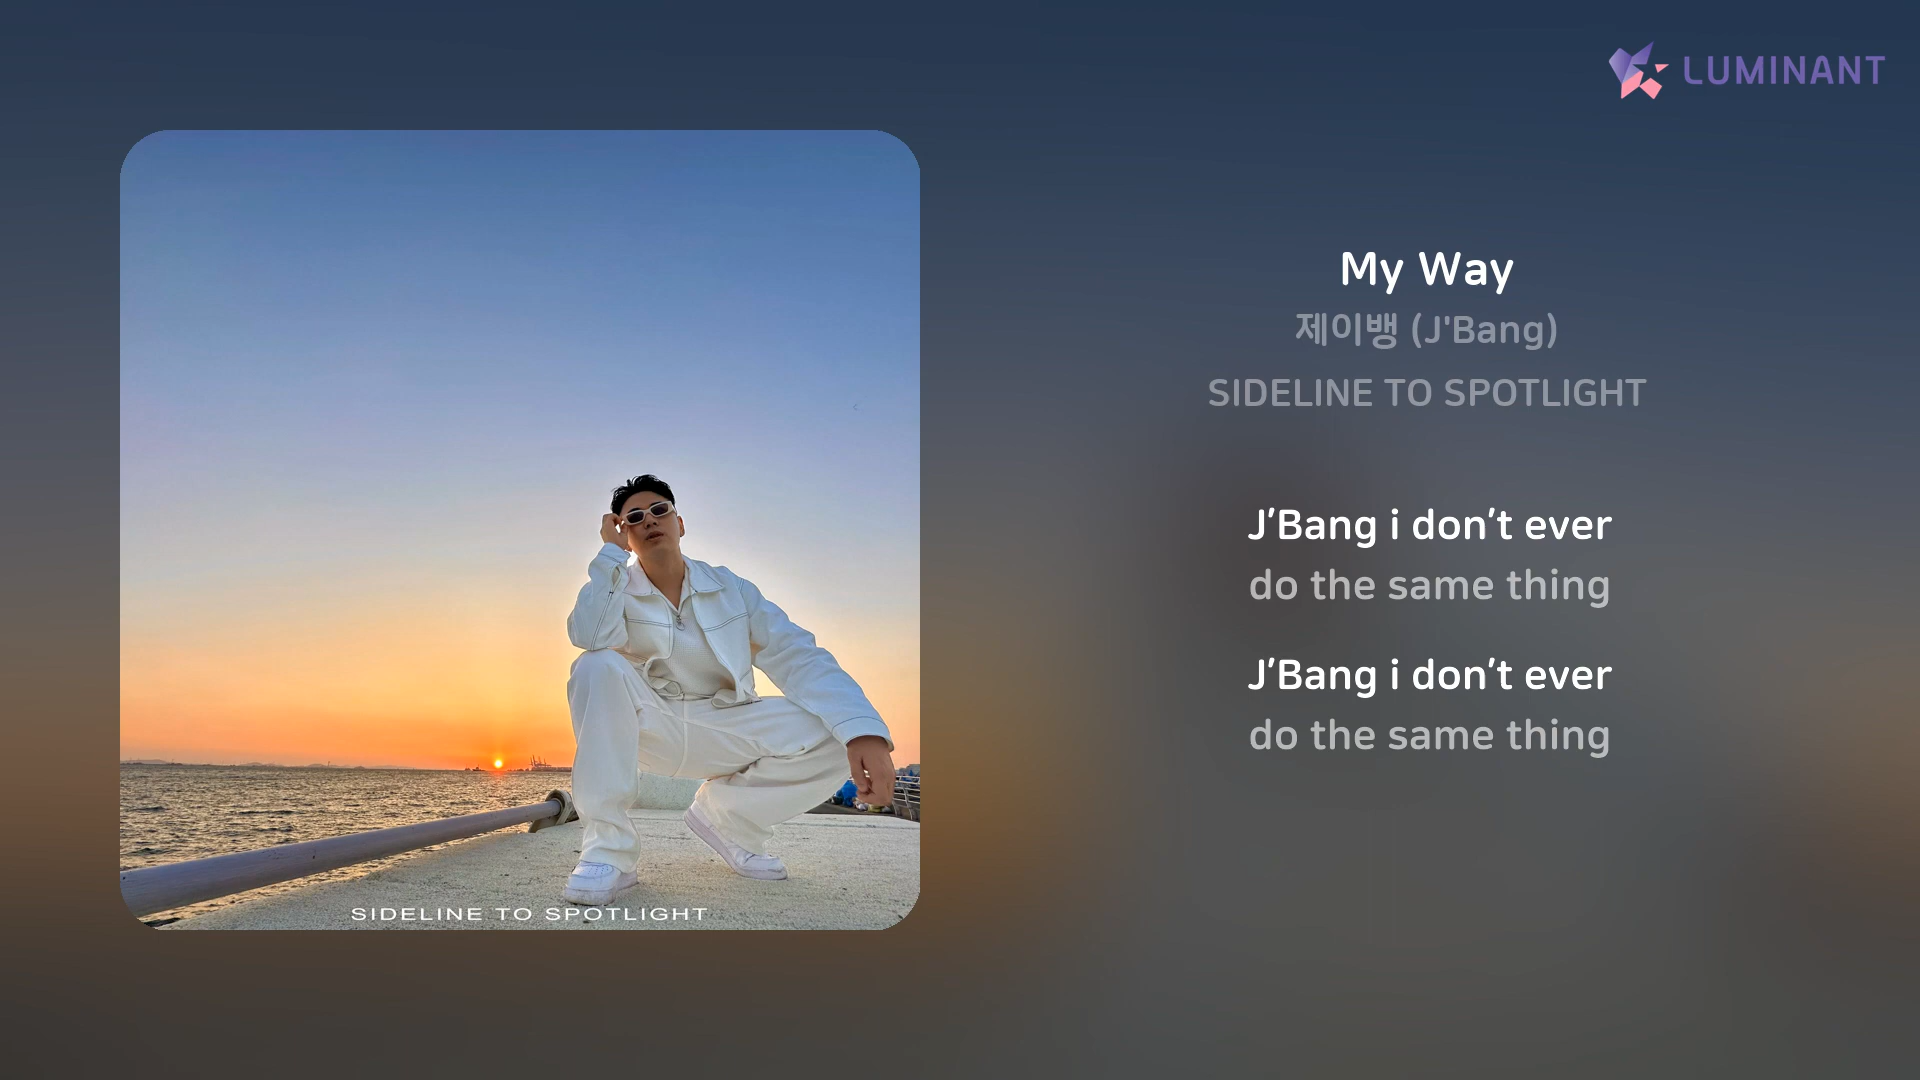 LUMINANT
My Way
제이뱅 (J'Bang)
SIDELINE TO SPOTLIGHT
J'Bang i don't ever
do the same thing
J'Bang i don't ever
do the same thing
SIDELINE TO SPOTLIGHT